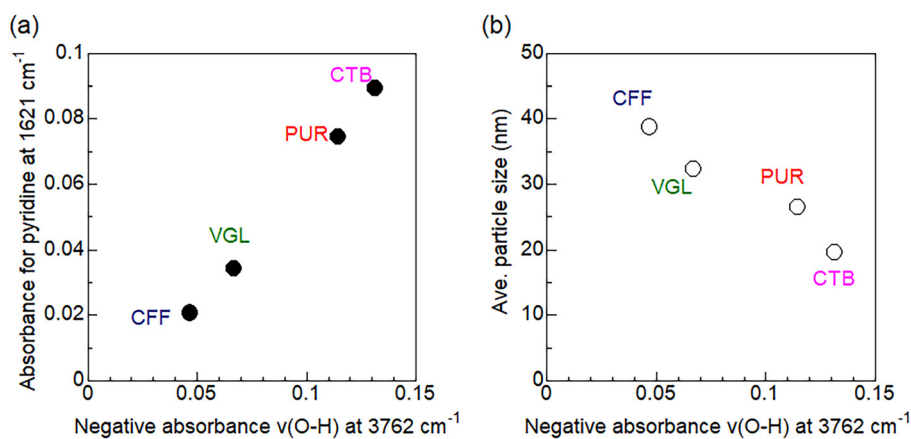 (a)
Absorbance for pyridine at 1621 cm⁻¹
0.1
0.08
0.06
0.04
0.02
0
CTB
PUR
VGL
CFF
0 0.05 0.1 0.15
Negative absorbance ν(O-H) at 3762 cm⁻¹
(b)
Ave. particle size (nm)
50
40
30
20
10
0
CFF
VGL
PUR
CTB
0 0.05 0.1 0.15
Negative absorbance ν(O-H) at 3762 cm⁻¹